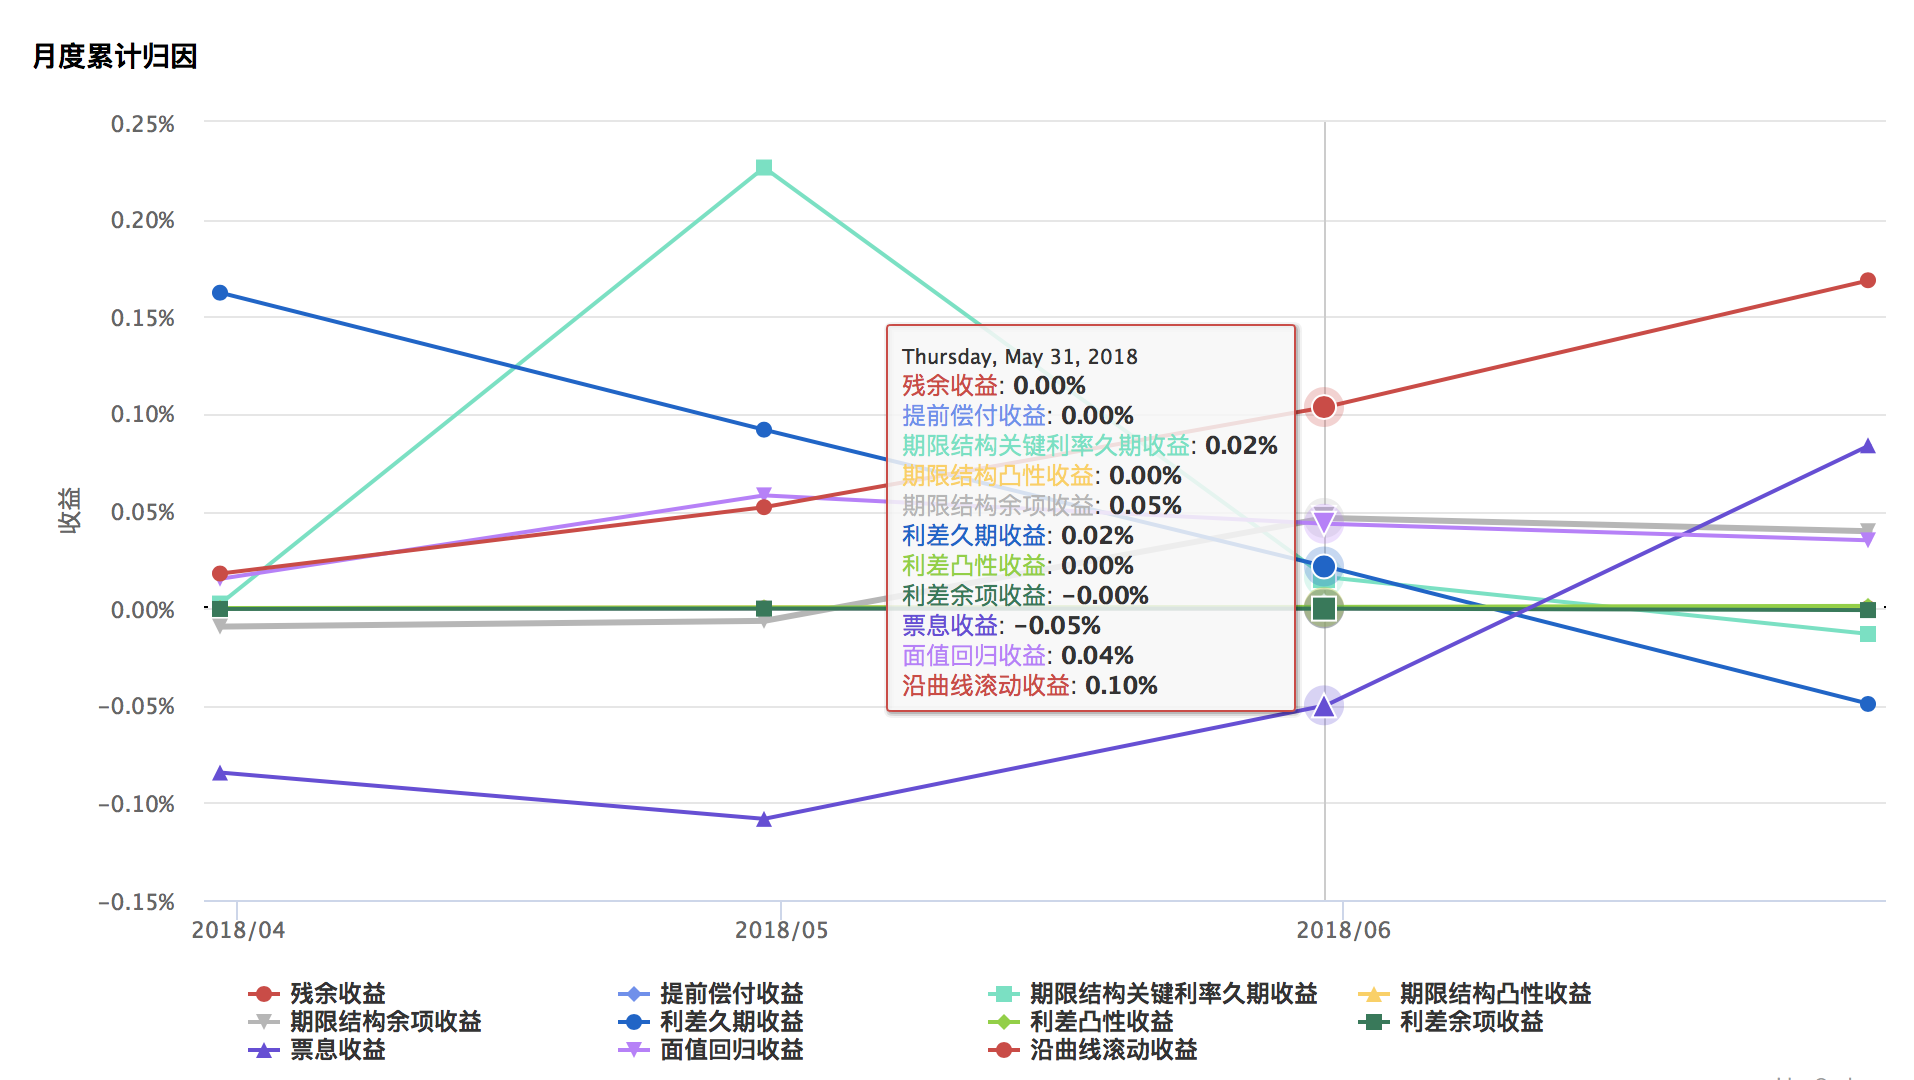 月度累计归因
0.25%
0.20%
0.15%
0.10%
0.05%
0.00%
-0.05%
-0.10%
-0.15%
收益
Thursday, May 31, 2018
残余收益: 0.00%
提前偿付收益: 0.00%
期限结构关键利率久期收益: 0.02%
期限结构凸性收益: 0.00%
期限结构余项收益: 0.05%
利差久期收益: 0.02%
利差凸性收益: 0.00%
利差余项收益: -0.00%
票息收益: -0.05%
面值回归收益: 0.04%
沿曲线滚动收益: 0.10%
2018/04 2018/05 2018/06
残余收益 提前偿付收益 期限结构关键利率久期收益 期限结构凸性收益
期限结构余项收益 利差久期收益 利差凸性收益 利差余项收益
票息收益 面值回归收益 沿曲线滚动收益